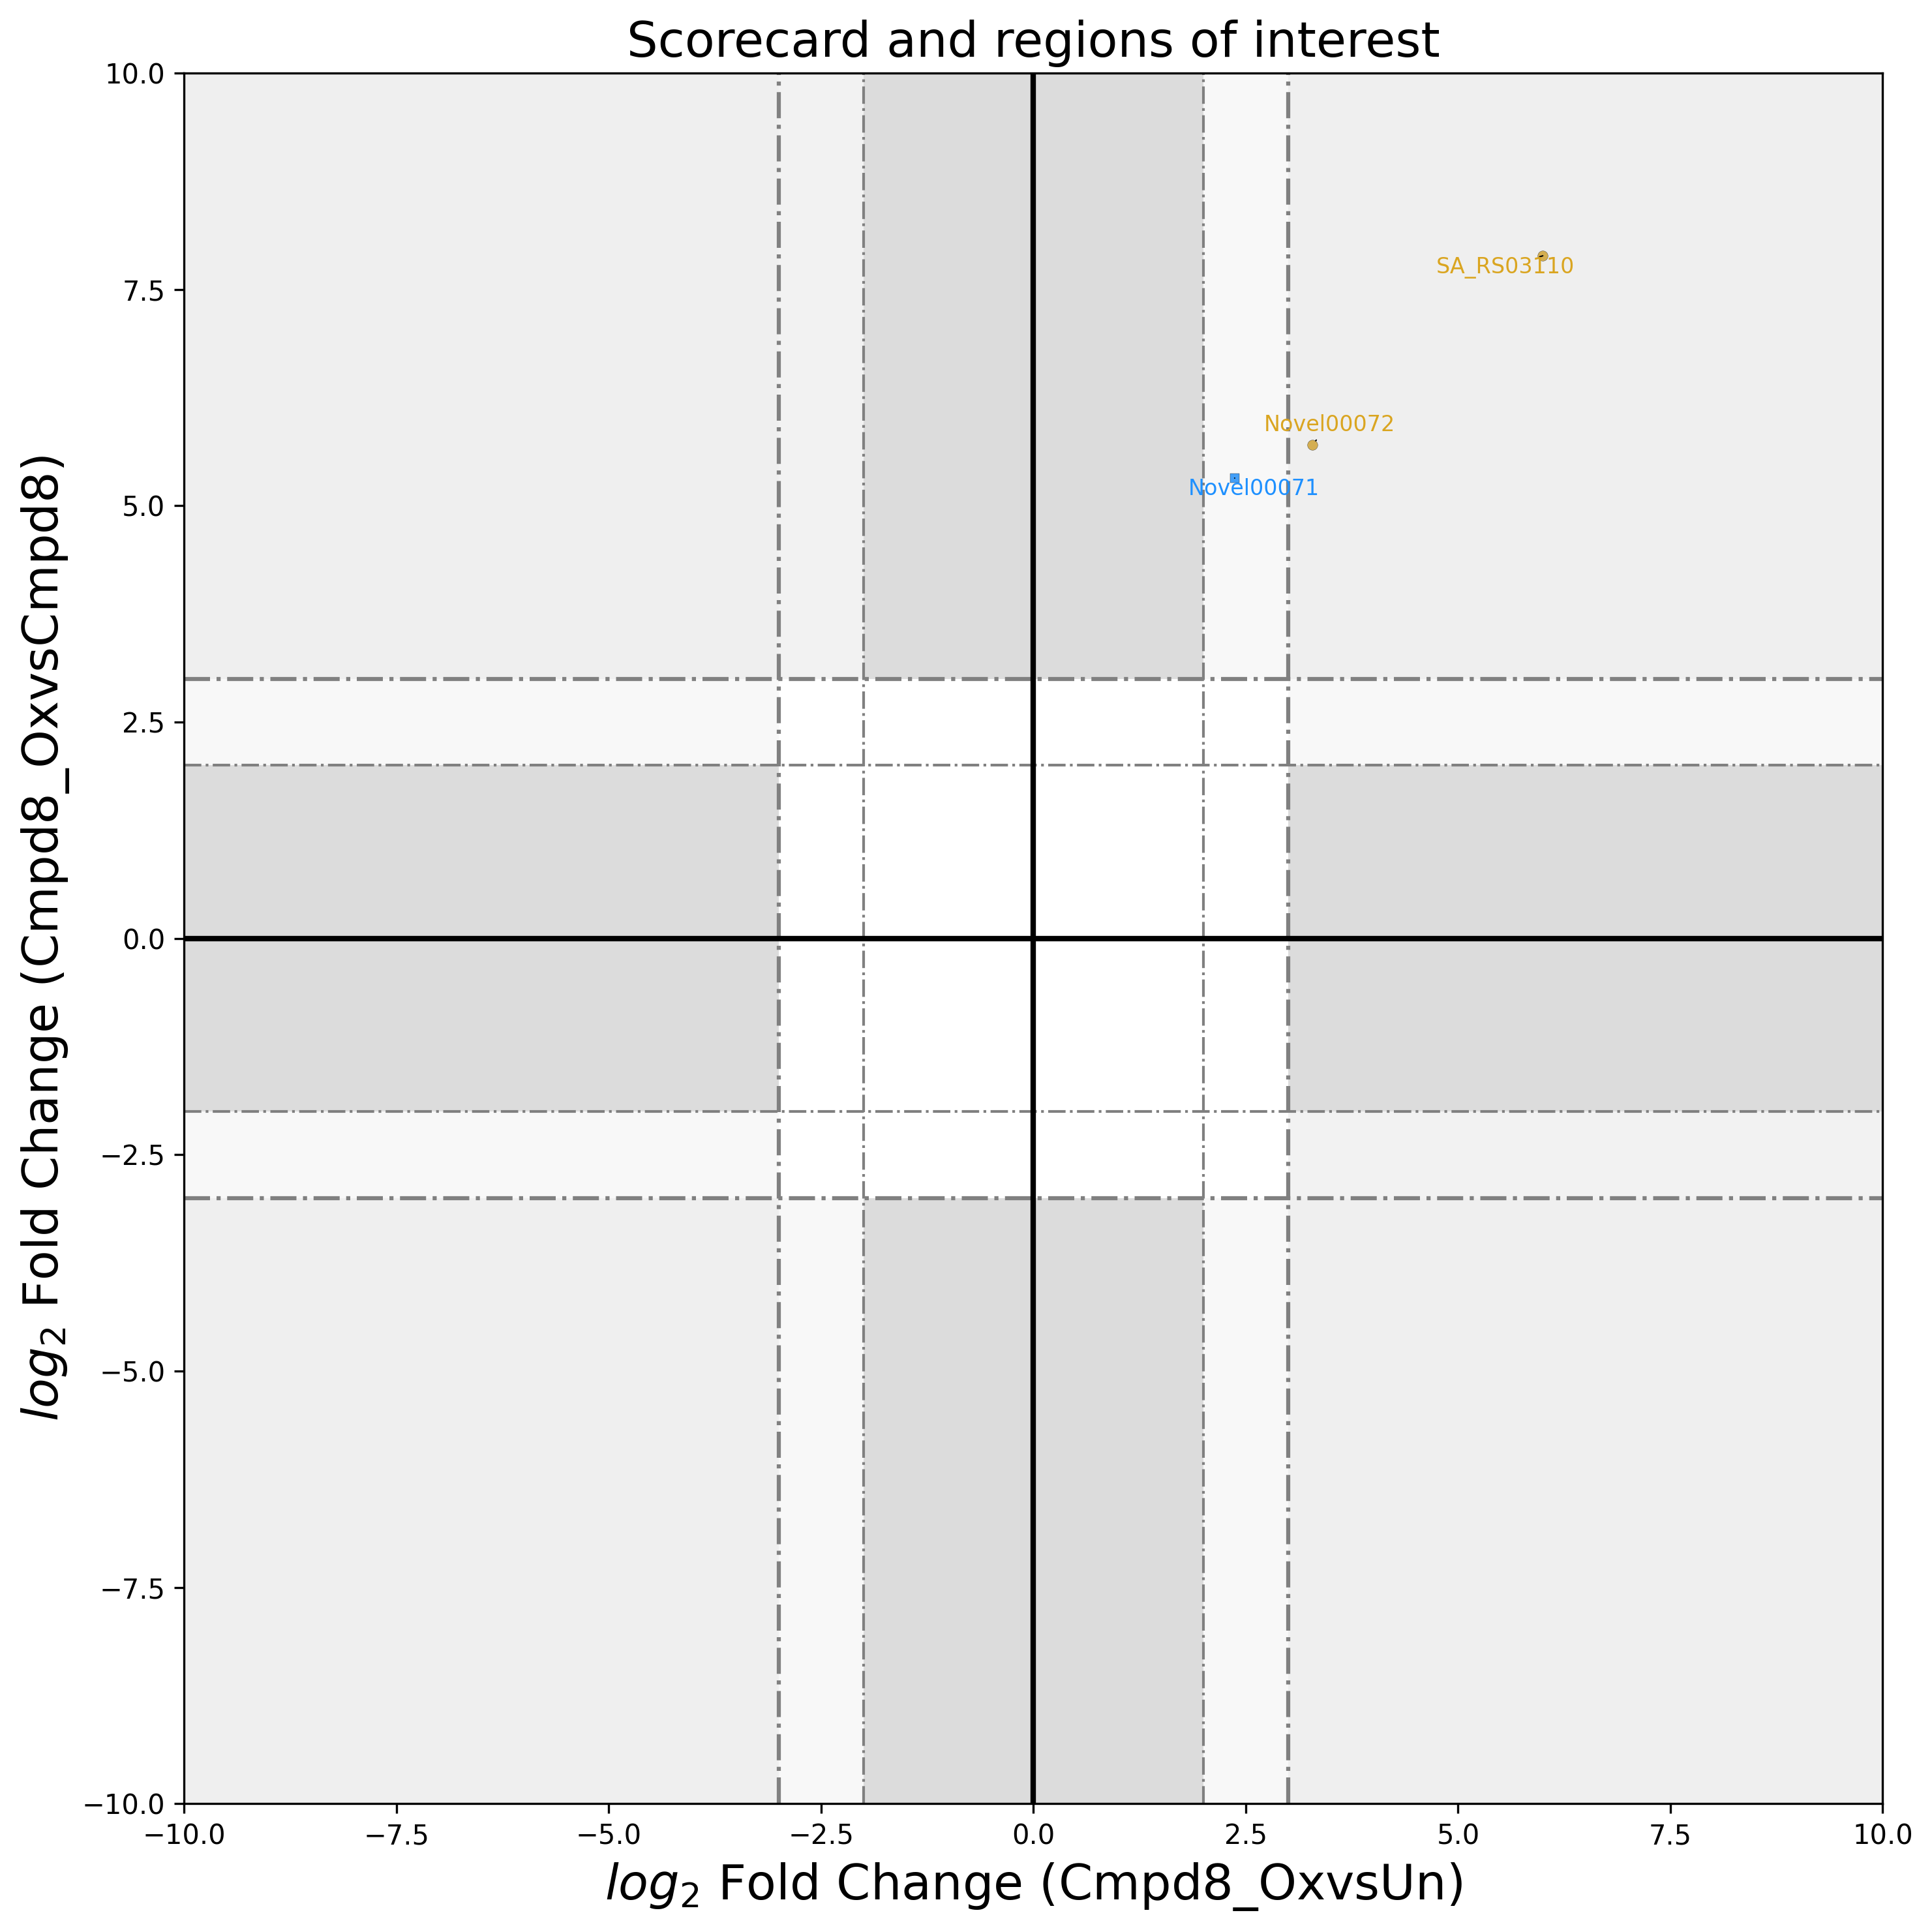 Scorecard and regions of interest
10.0
7.5
5.0
2.5
0.0
−2.5
−5.0
−7.5
−10.0
log2 Fold Change (Cmpd8_OxvsCmpd8)
SA_RS03110
Novel00072
Novel00071
−10.0 −7.5 −5.0 −2.5 0.0 2.5 5.0 7.5 10.0
log2 Fold Change (Cmpd8_OxvsUn)